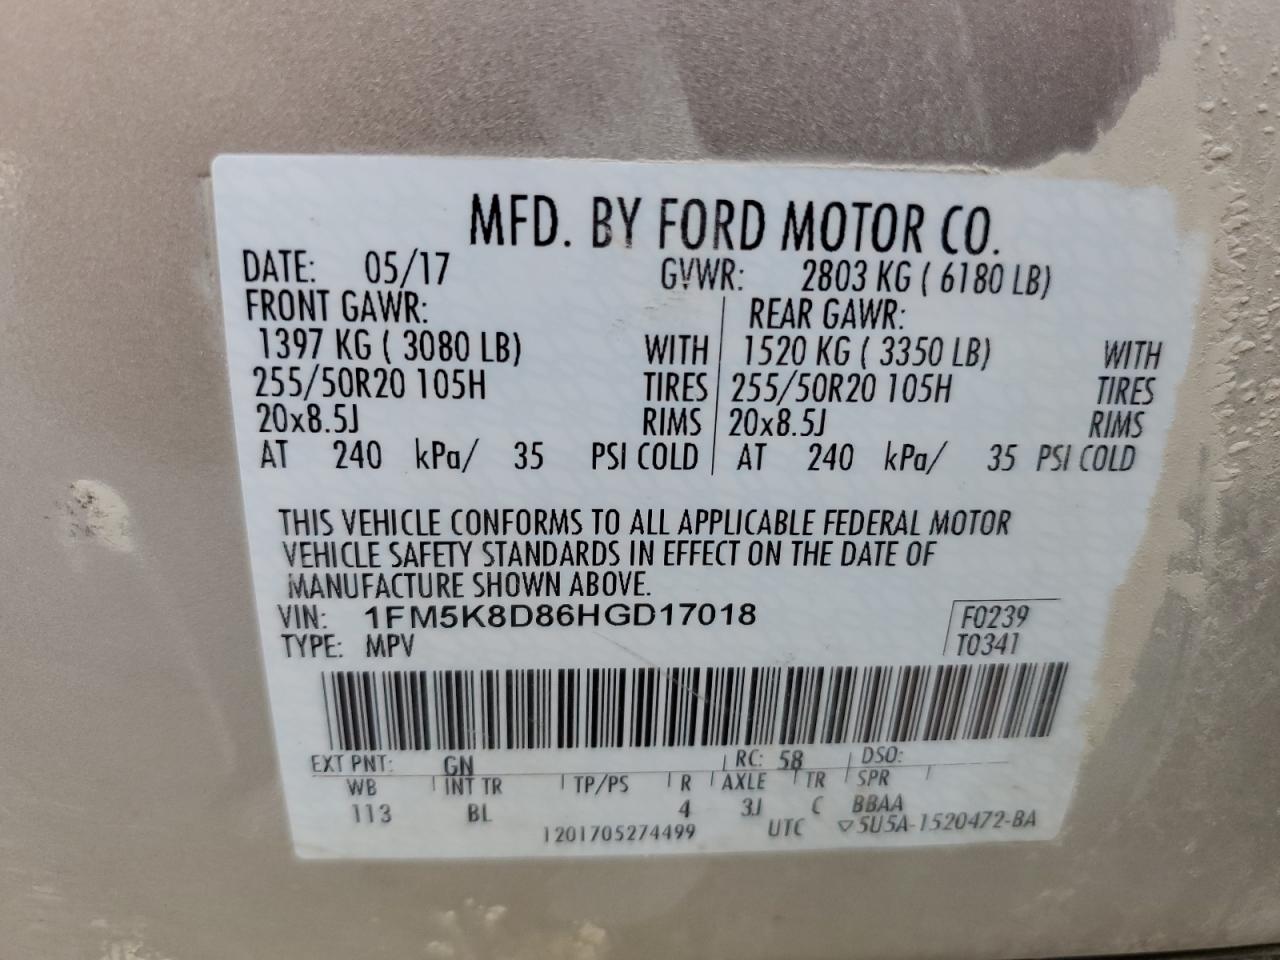 MFD. BY FORD MOTOR CO.
DATE: 05/17 GVWR: 2803 KG ( 6180 LB)
FRONT GAWR: REAR GAWR:
1397 KG ( 3080 LB) WITH 1520 KG ( 3350 LB) WITH
255/50R20 105H TIRES 255/50R20 105H TIRES
20x8.5J RIMS 20x8.5J RIMS
AT 240 kPa/ 35 PSI COLD AT 240 kPa/ 35 PSI COLD
THIS VEHICLE CONFORMS TO ALL APPLICABLE FEDERAL MOTOR
VEHICLE SAFETY STANDARDS IN EFFECT ON THE DATE OF
MANUFACTURE SHOWN ABOVE.
VIN: 1FM5K8D86HGD17018 F0239
TYPE: MPV T0341
EXT PNT: GN RC: 58 DSO:
WB INT TR TP/PS R AXLE TR SPR
113 BL 4 3J C BBAA
1201705274499 UTC ▽5U5A-1520472-BA